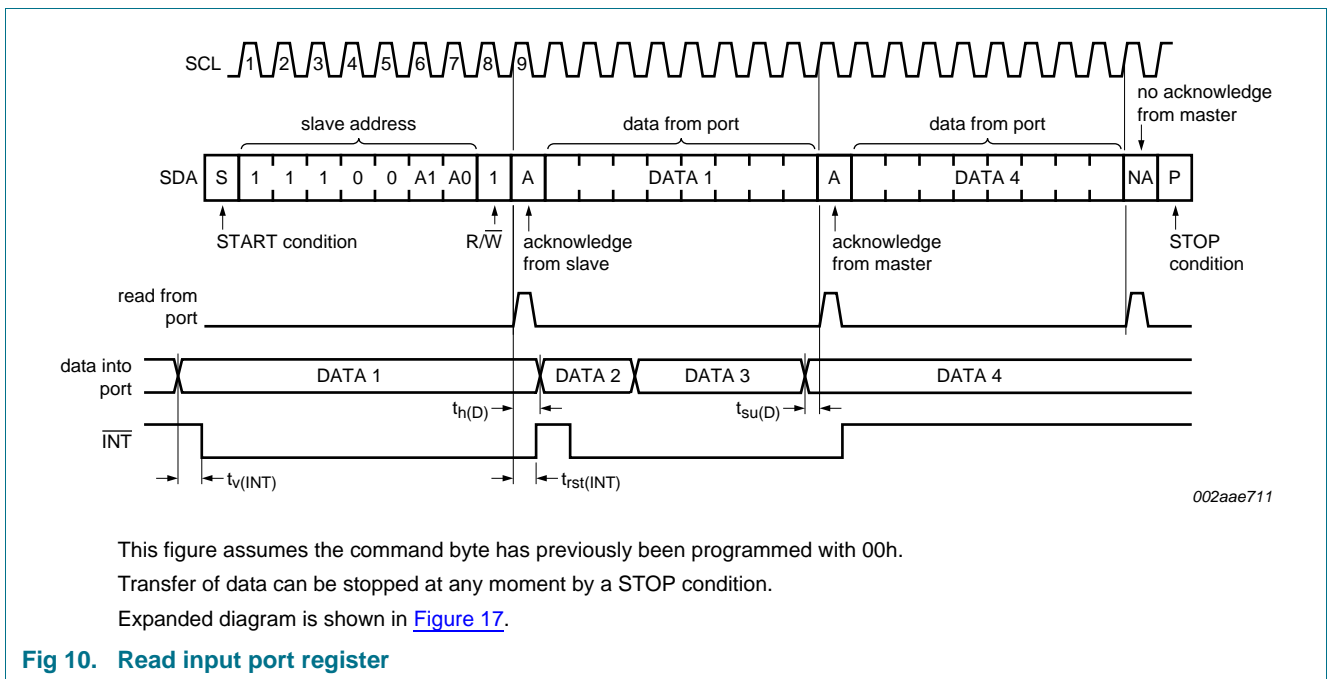 SCL 1 2 3 4 5 6 7 8 9
no acknowledge
from master
slave address data from port data from port
SDA S 1 1 1 0 0 A1 A0 1 A DATA 1 A DATA 4 NA P
START condition R/W acknowledge
from slave acknowledge
from master STOP
condition
read from
port
data into
port DATA 1 DATA 2 DATA 3 DATA 4
th(D) tsu(D)
INT
tv(INT) trst(INT)
002aae711
This figure assumes the command byte has previously been programmed with 00h.
Transfer of data can be stopped at any moment by a STOP condition.
Expanded diagram is shown in Figure 17.
Fig 10. Read input port register